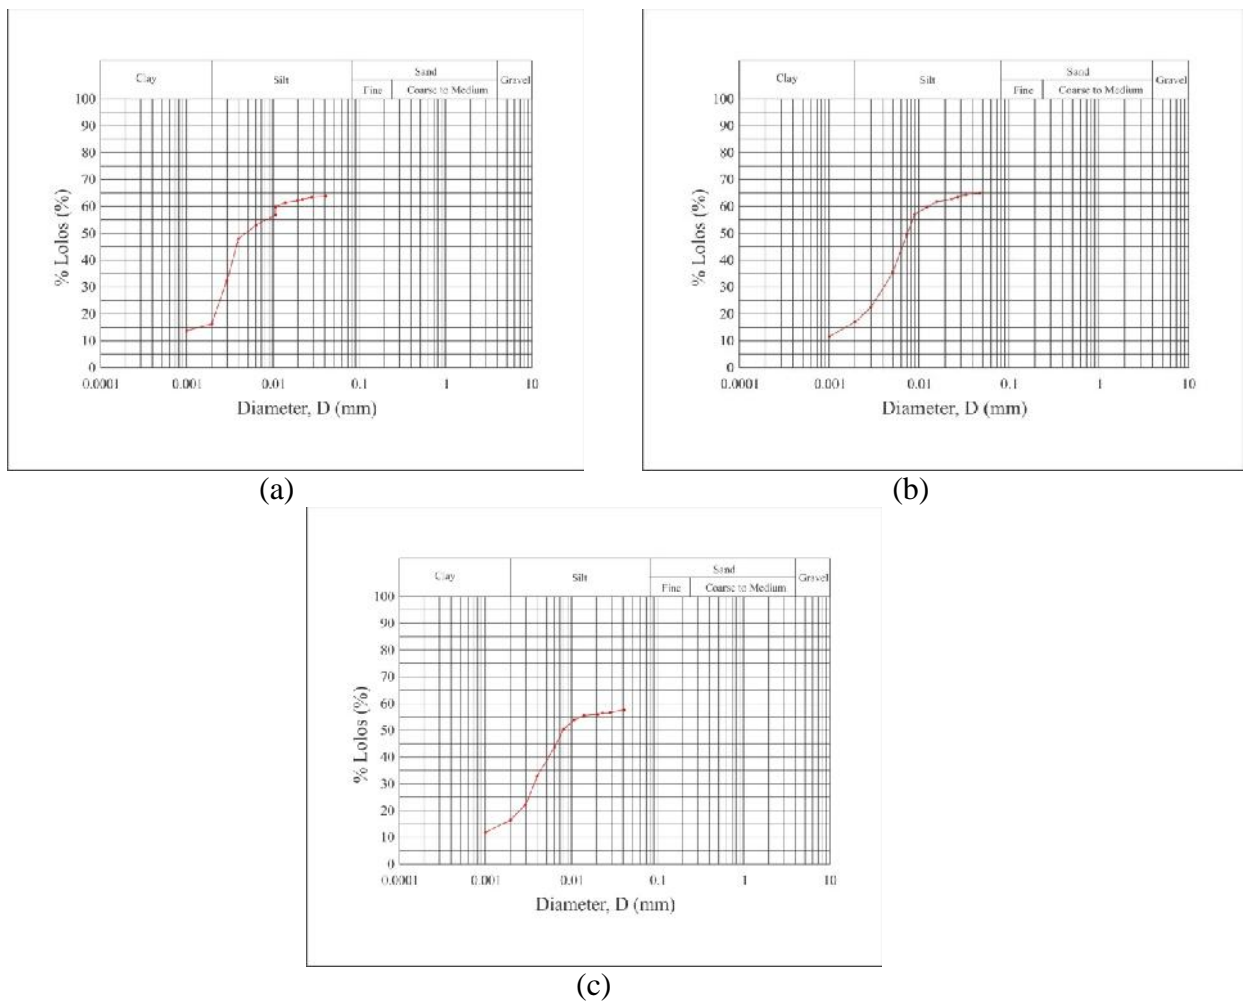 Clay Silt Sand Gravel
Fine Coarse to Medium
100
90
80
70
60
50
40
30
20
10
0
% Lolos (%)
0.0001 0.001 0.01 0.1 1 10
Diameter, D (mm)
(a)
Clay Silt Sand Gravel
Fine Coarse to Medium
100
90
80
70
60
50
40
30
20
10
0
% Lolos (%)
0.0001 0.001 0.01 0.1 1 10
Diameter, D (mm)
(b)
Clay Silt Sand Gravel
Fine Coarse to Medium
100
90
80
70
60
50
40
30
20
10
0
% Lolos (%)
0.0001 0.001 0.01 0.1 1 10
Diameter, D (mm)
(c)